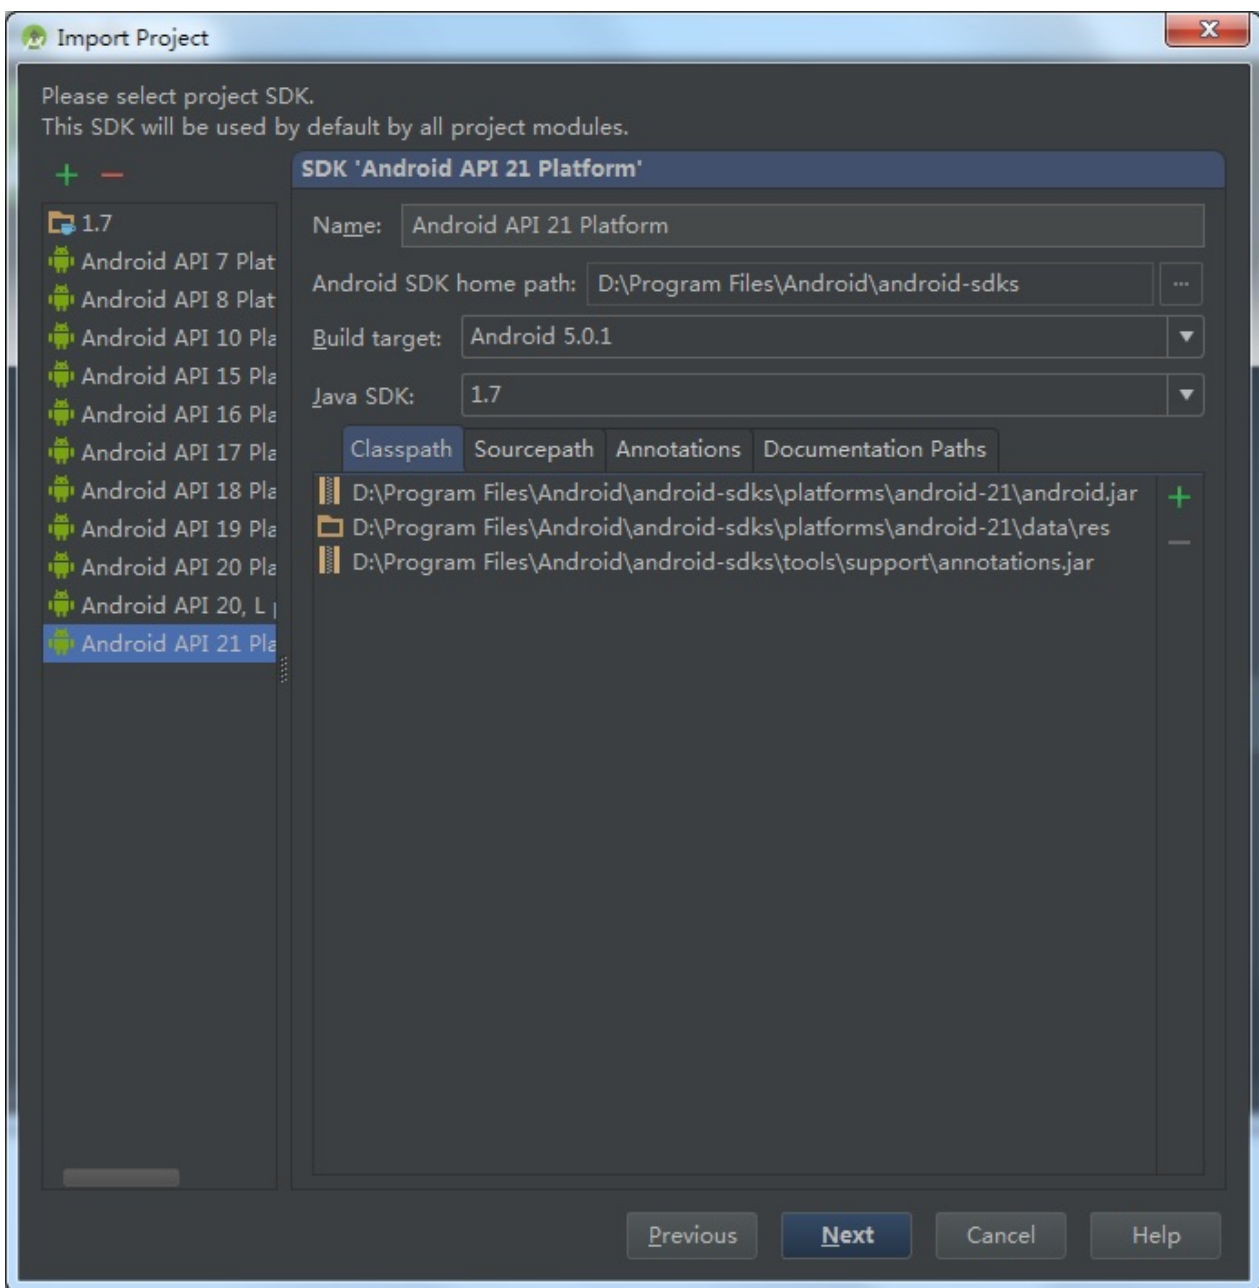 Import Project
Please select project SDK.
This SDK will be used by default by all project modules.
1.7
Android API 7 Plat
Android API 8 Plat
Android API 10 Pla
Android API 15 Pla
Android API 16 Pla
Android API 17 Pla
Android API 18 Pla
Android API 19 Pla
Android API 20 Pla
Android API 20, L
Android API 21 Pla
SDK 'Android API 21 Platform'
Name: Android API 21 Platform
Android SDK home path: D:\Program Files\Android\android-sdks ...
Build target: Android 5.0.1
Java SDK: 1.7
Classpath Sourcepath Annotations Documentation Paths
D:\Program Files\Android\android-sdks\platforms\android-21\android.jar
D:\Program Files\Android\android-sdks\platforms\android-21\data\res
D:\Program Files\Android\android-sdks\tools\support\annotations.jar
Previous Next Cancel Help